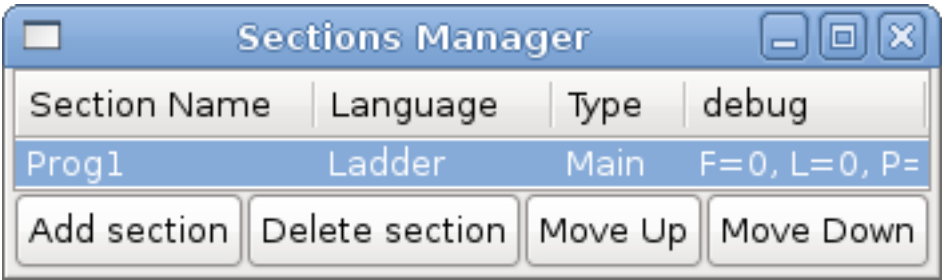 Sections Manager
Section Name Language Type debug
Prog1 Ladder Main F=0, L=0, P=
Add section Delete section Move Up Move Down